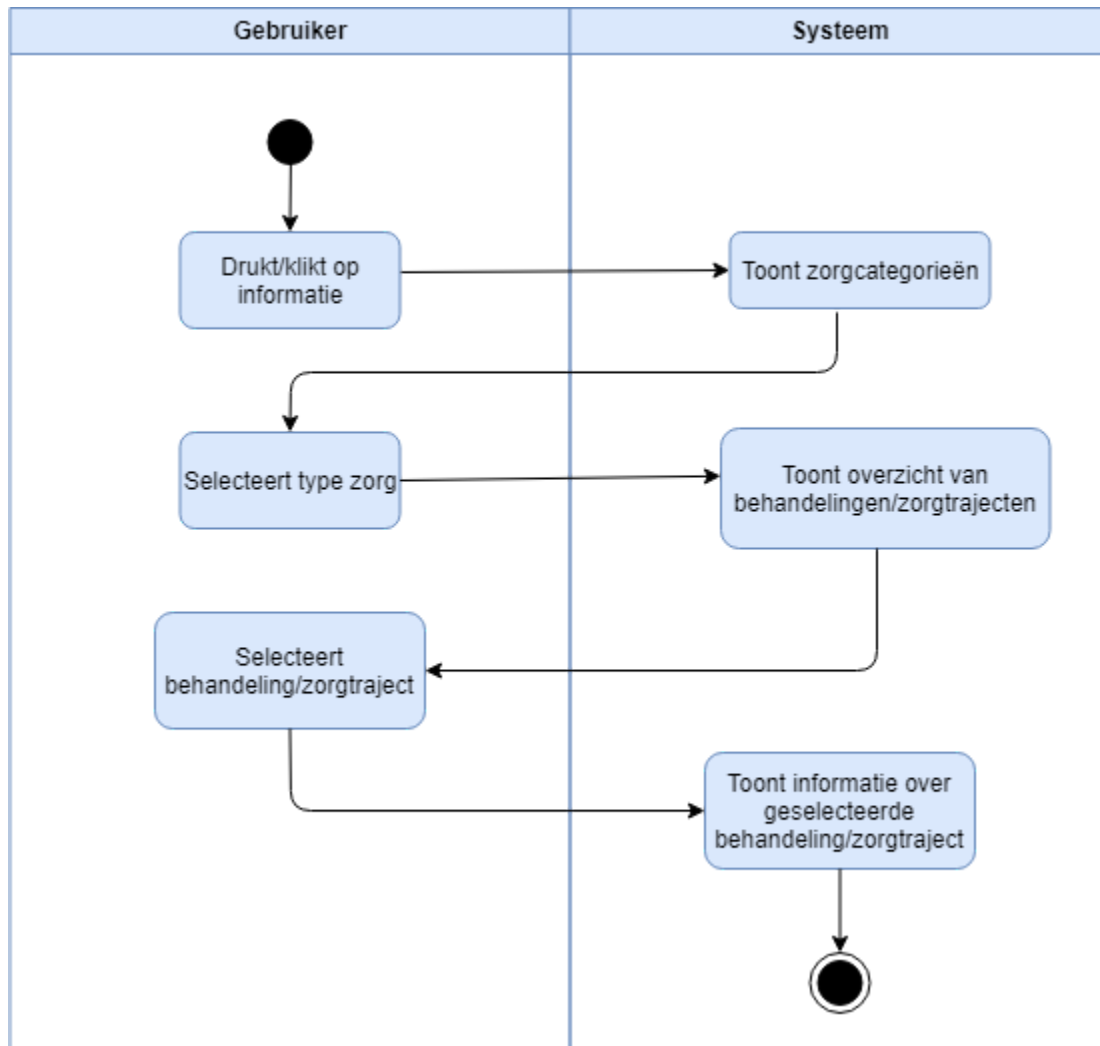 Gebruiker
Systeem
Drukt/klikt op
informatie
Toont zorgcategorieën
Selecteert type zorg
Toont overzicht van
behandelingen/zorgtrajecten
Selecteert
behandeling/zorgtraject
Toont informatie over
geselecteerde
behandeling/zorgtraject